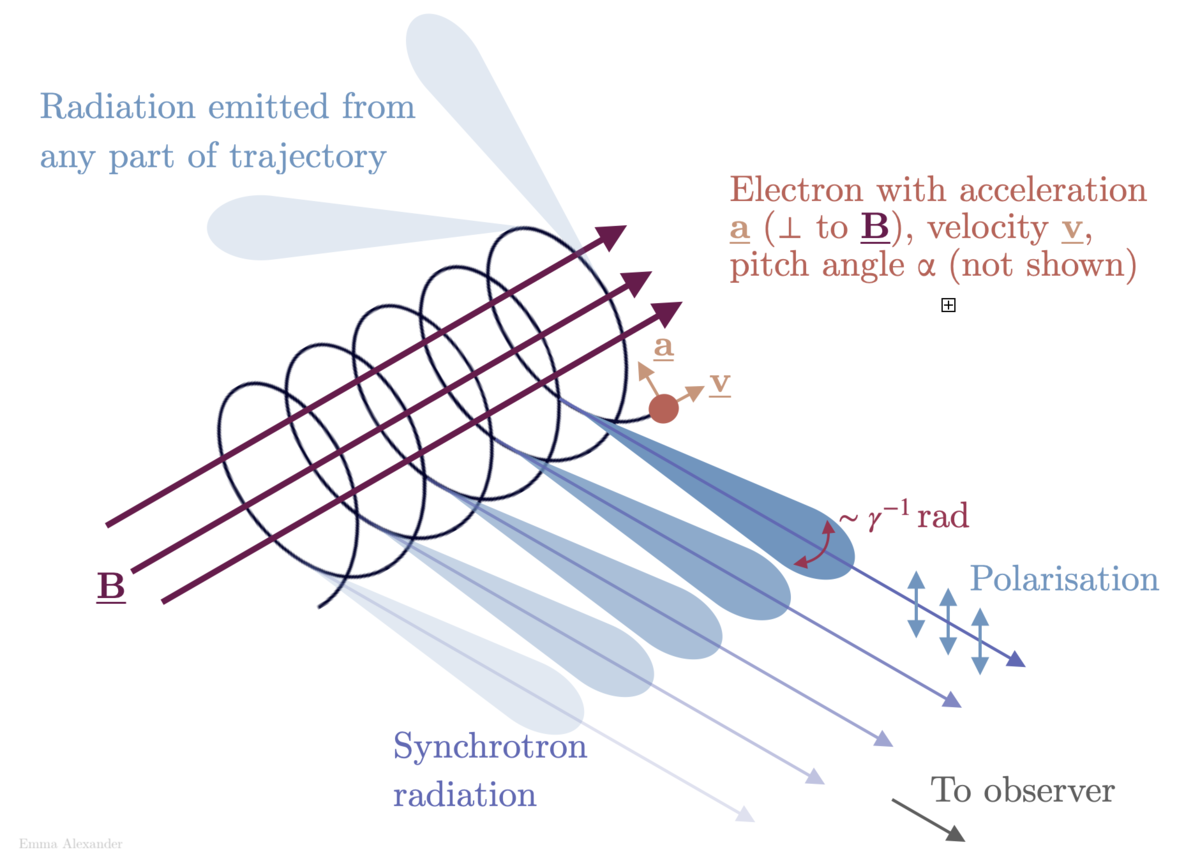 Radiation emitted from
any part of trajectory
Electron with acceleration
a (⊥ to B), velocity v,
pitch angle α (not shown)
a
v
~ γ⁻¹ rad
B
Polarisation
Synchrotron
radiation
To observer
Emma Alexander